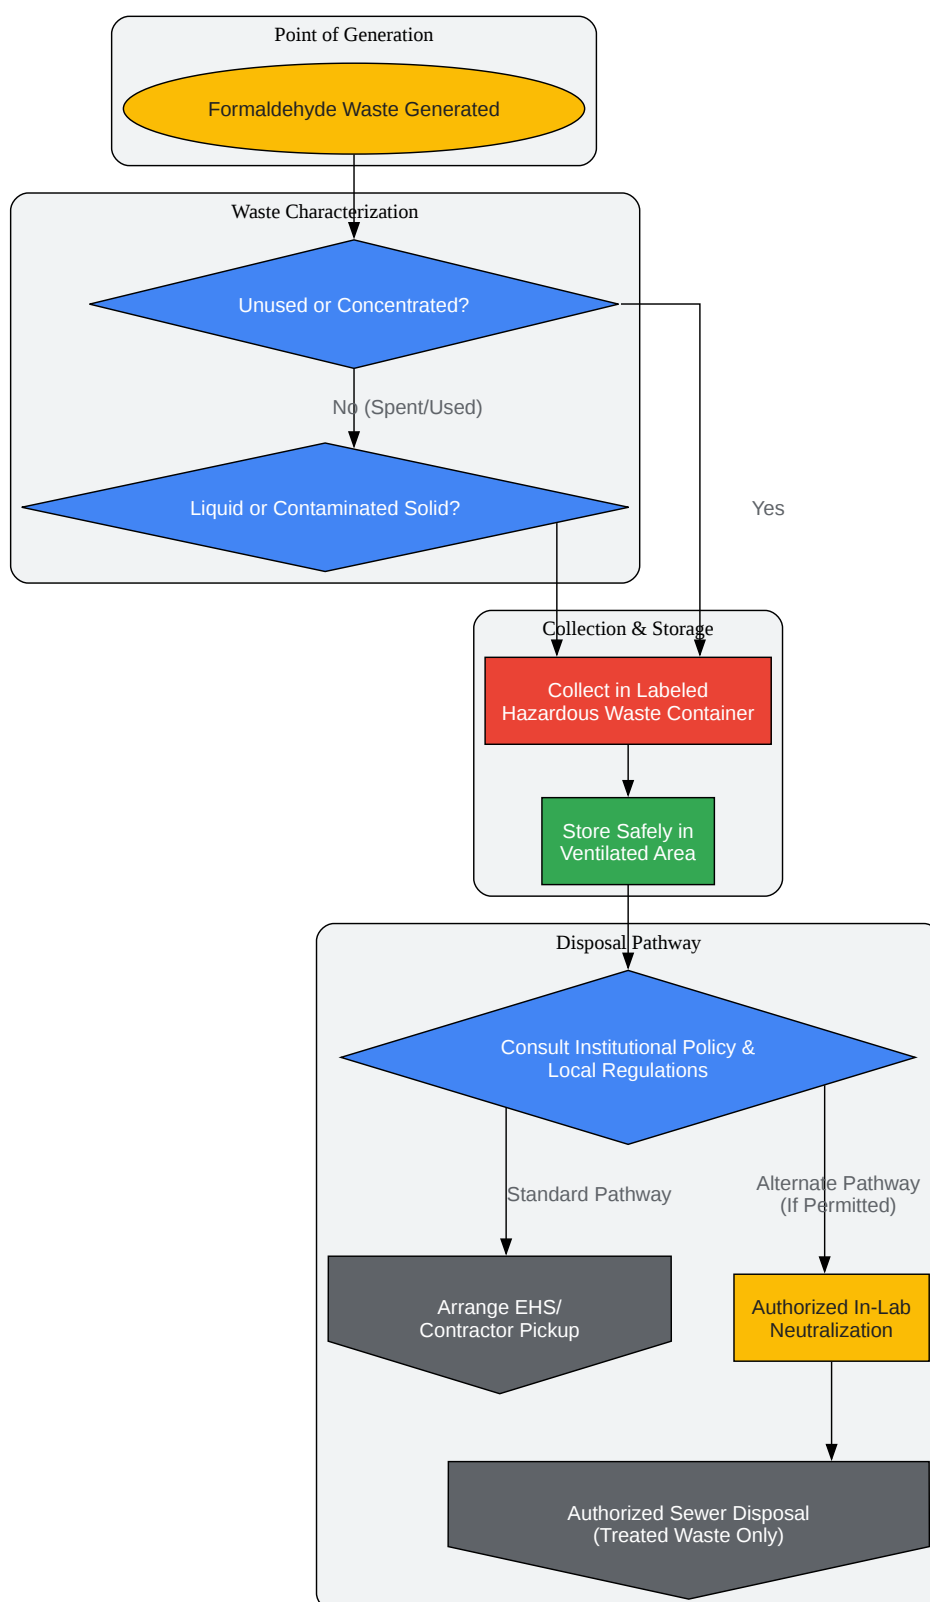 Point of Generation
Formaldehyde Waste Generated
Waste Characterization
Unused or Concentrated?
No (Spent/Used)
Liquid or Contaminated Solid?
Yes
Collection & Storage
Collect in Labeled
Hazardous Waste Container
Store Safely in
Ventilated Area
Disposal Pathway
Consult Institutional Policy &
Local Regulations
Standard Pathway
Alternate Pathway
(If Permitted)
Arrange EHS/
Contractor Pickup
Authorized In-Lab
Neutralization
Authorized Sewer Disposal
(Treated Waste Only)